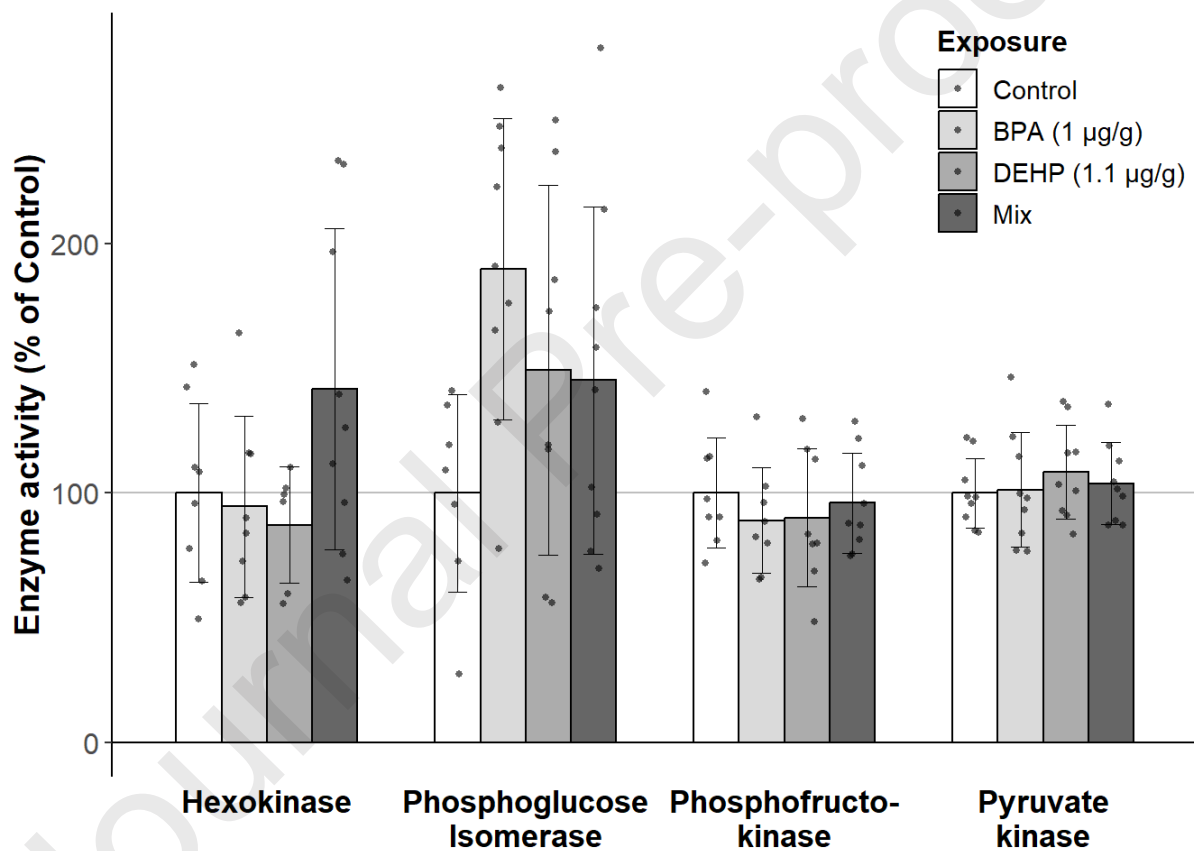 Exposure
Control
BPA (1 µg/g)
DEHP (1.1 µg/g)
Mix
Enzyme activity (% of Control)
200
100
0
Hexokinase
Phosphoglucose
Isomerase
Phosphofructo-
kinase
Pyruvate
kinase
Journal Pre-proo